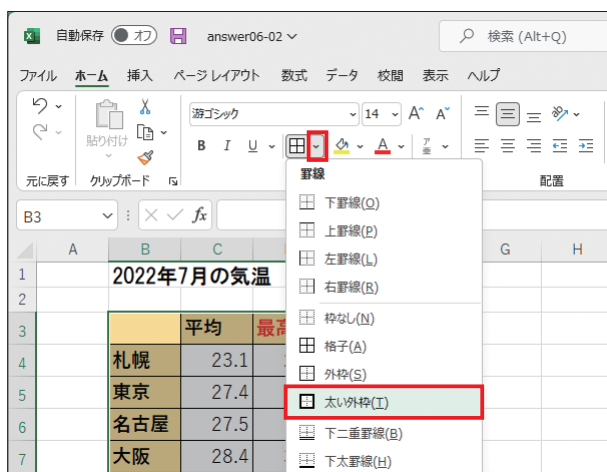 自動保存 オフ answer06-02 検索 (Alt+Q)
ファイル ホーム 挿入 ページ レイアウト 数式 データ 校閲 表示 ヘルプ
貼り付け
游ゴシック 14 A^ A˅
B I U A ア亜
元に戻す クリップボード 配置
罫線
下罫線(O)
上罫線(P)
左罫線(L)
右罫線(R)
枠なし(N)
格子(A)
外枠(S)
太い外枠(T)
下二重罫線(B)
下太罫線(H)
B3 fx
A B C G H
1 2022年7月の気温
2
3 平均 最高
4 札幌 23.1
5 東京 27.4
6 名古屋 27.5
7 大阪 28.4